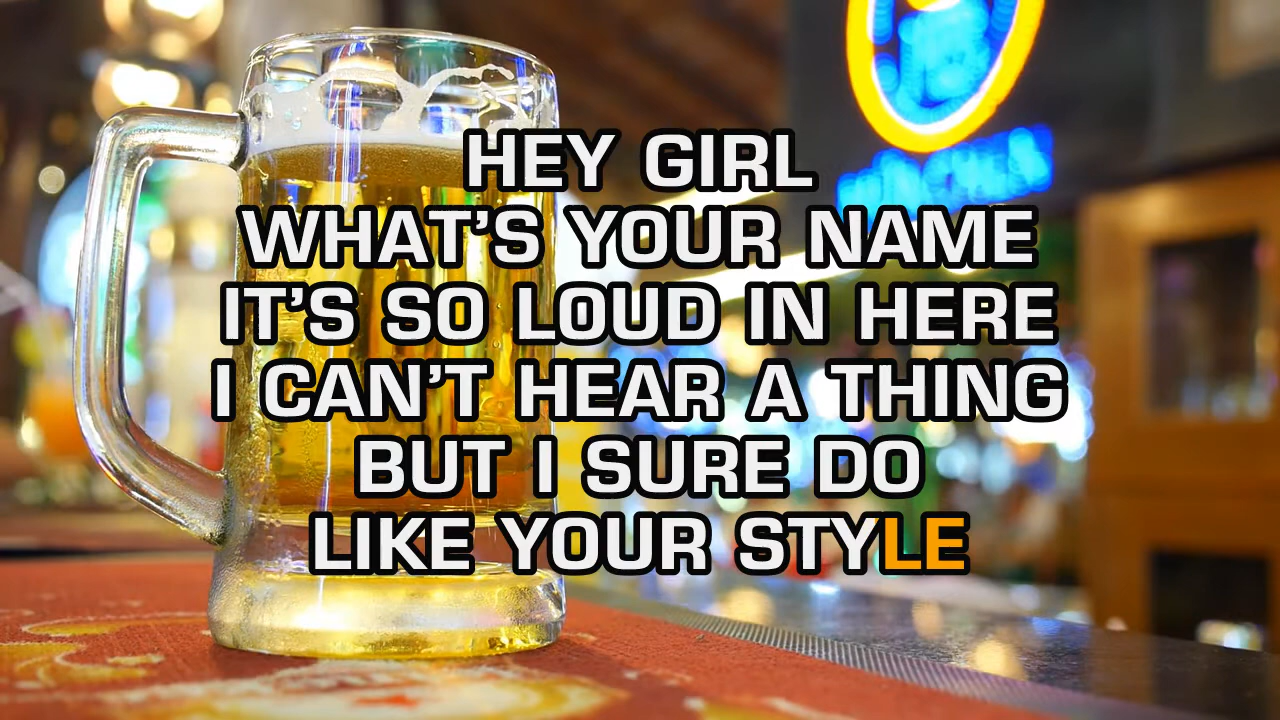 HEY GIRL
WHAT’S YOUR NAME
IT’S SO LOUD IN HERE
I CAN’T HEAR A THING
BUT I SURE DO
LIKE YOUR STYLE